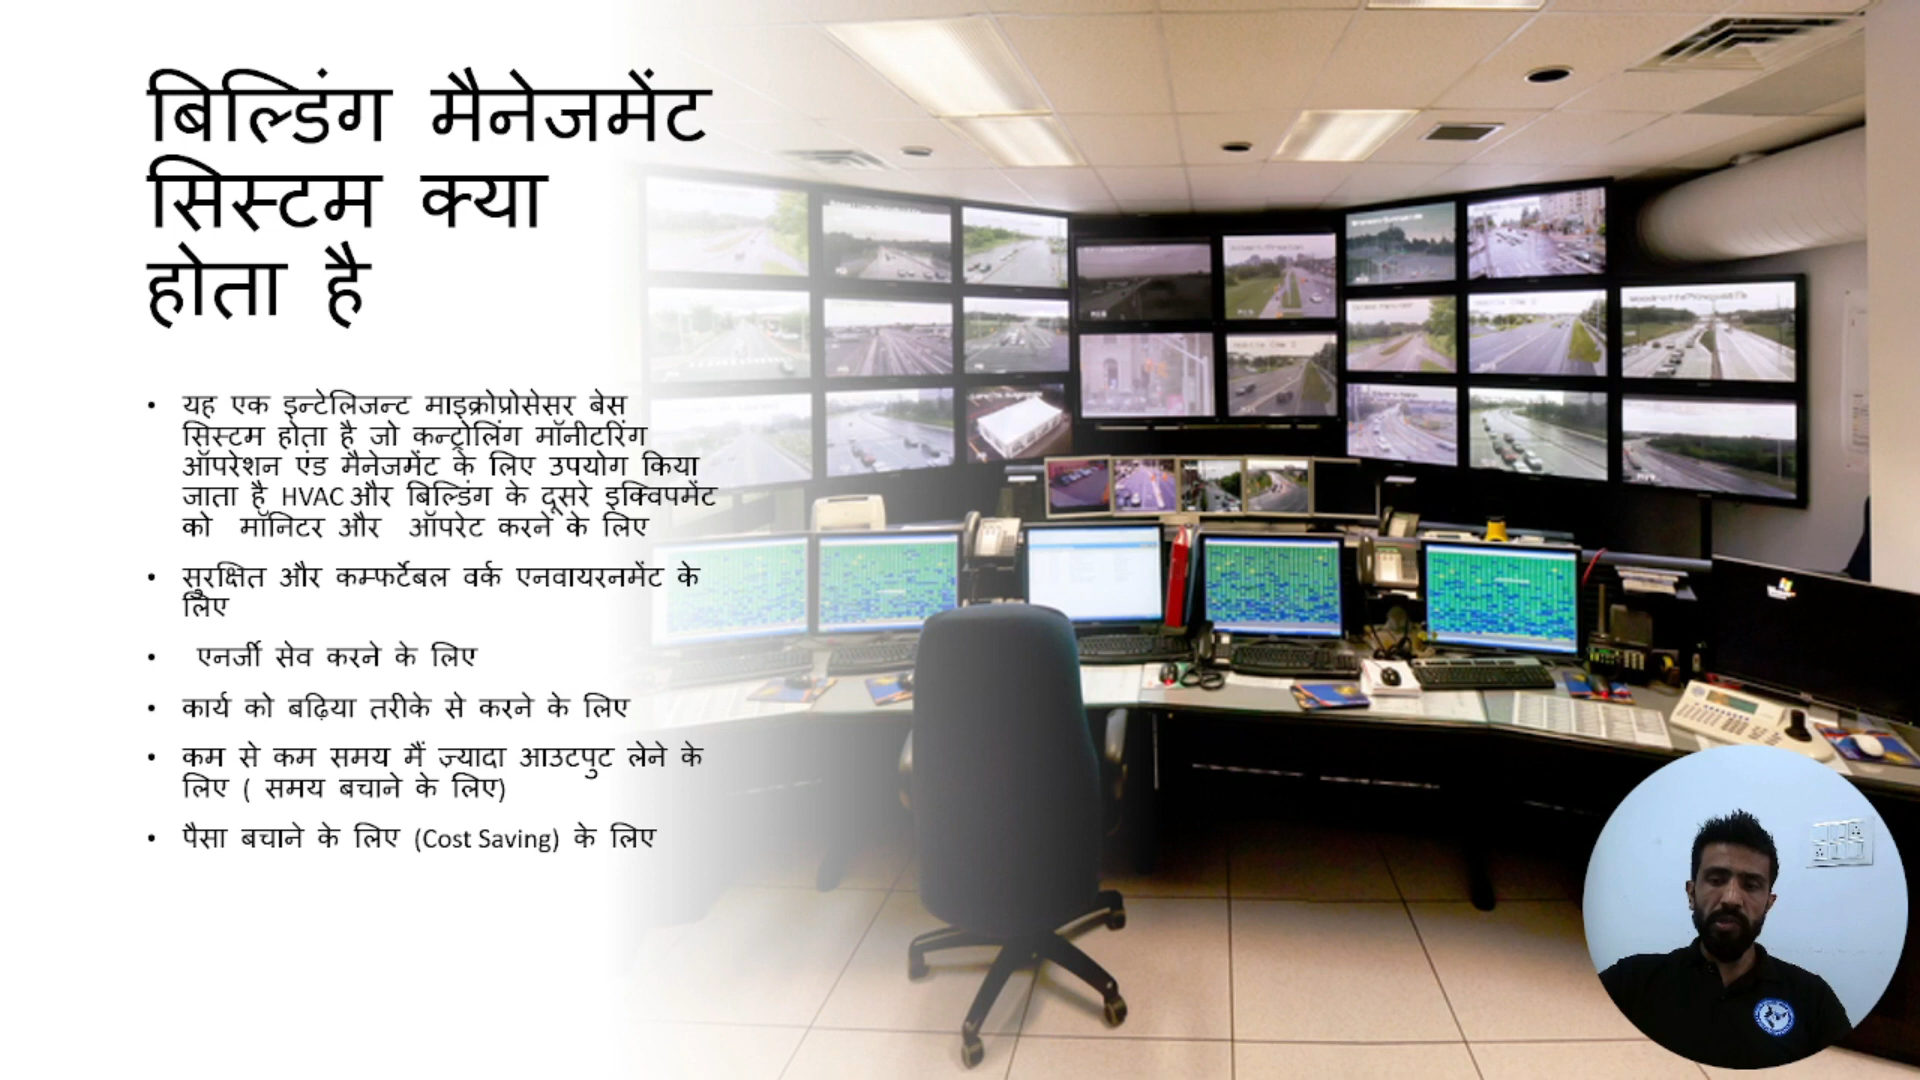 बिल्डिंग मैनेजमेंट
सिस्टम क्या
होता है
• यह एक इन्टेलिजन्ट माइक्रोप्रोसेसर बेस
सिस्टम होता है जो कन्ट्रोलिंग मॉनीटरिंग
ऑपरेशन एंड मैनेजमेंट के लिए उपयोग किया
जाता है HVAC और बिल्डिंग के दूसरे इक्विपमेंट
को मॉनिटर और ऑपरेट करने के लिए
• सुरक्षित और कम्फर्टेबल वर्क एनवायरनमेंट के
लिए
• एनर्जी सेव करने के लिए
• कार्य को बढ़िया तरीके से करने के लिए
• कम से कम समय मैं ज़्यादा आउटपुट लेने के
लिए ( समय बचाने के लिए)
• पैसा बचाने के लिए (Cost Saving) के लिए